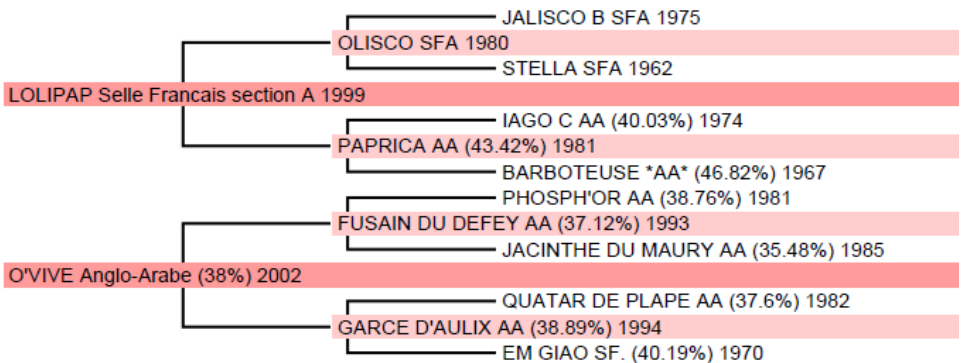 JALISCO B SFA 1975
OLISCO SFA 1980
STELLA SFA 1962
LOLIPAP Selle Francais section A 1999
IAGO C AA (40.03%) 1974
PAPRICA AA (43.42%) 1981
BARBOTEUSE *AA* (46.82%) 1967
PHOSPH'OR AA (38.76%) 1981
FUSAIN DU DEFEY AA (37.12%) 1993
JACINTHE DU MAURY AA (35.48%) 1985
O'VIVE Anglo-Arabe (38%) 2002
QUATAR DE PLAPE AA (37.6%) 1982
GARCE D'AULIX AA (38.89%) 1994
EM GIAO SF. (40.19%) 1970